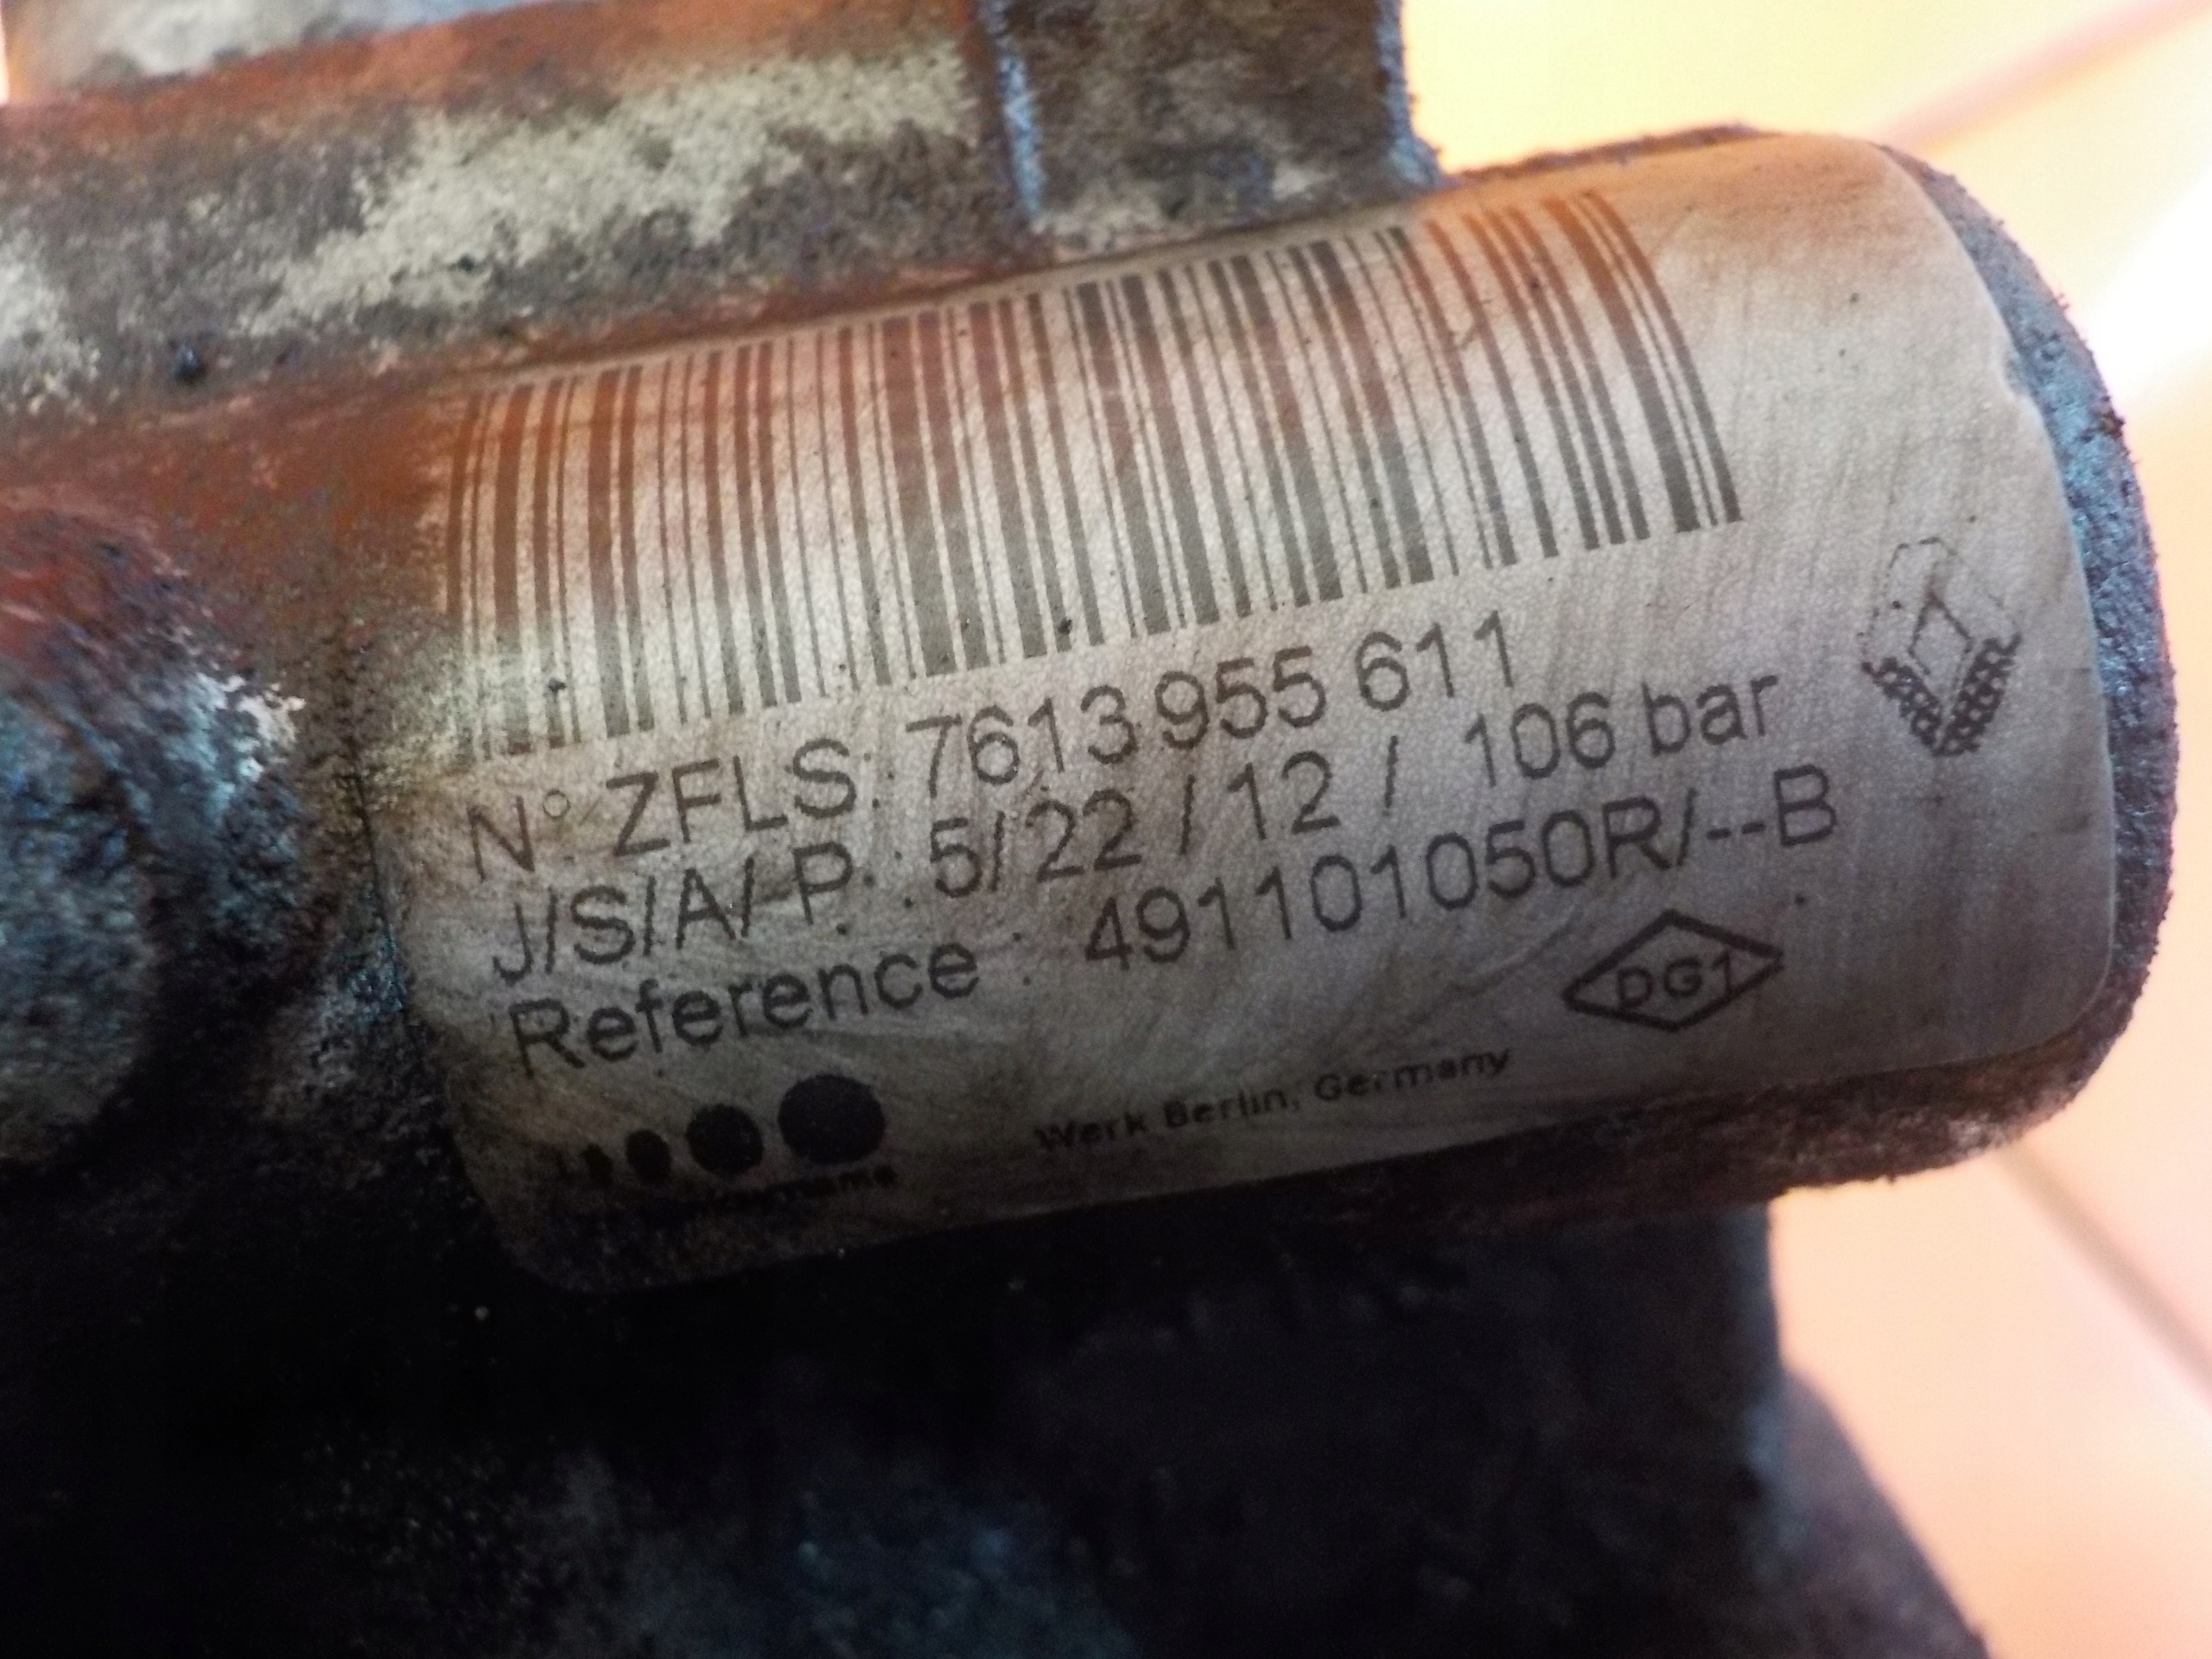 N° ZFLS: 7613 955 611
J/S/A/ P : 5/ 22 / 12 / 106 bar
Reference : 491101050R/--B
DG1
Werk Berlin, Germany